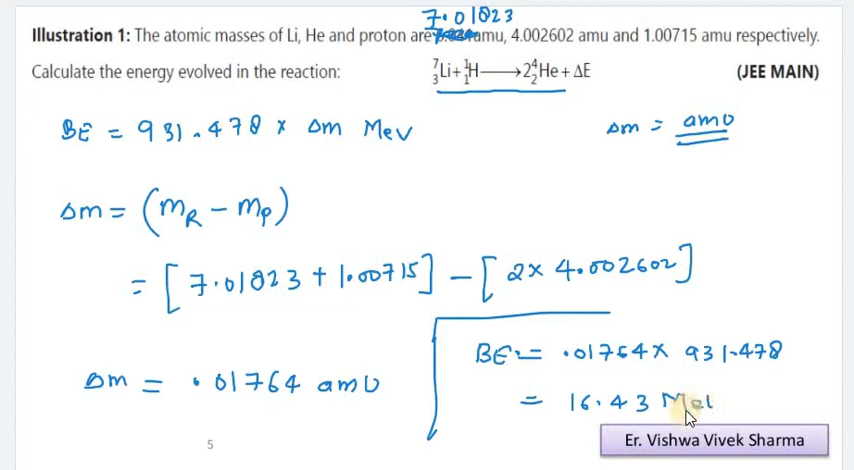 7.01823
Illustration 1: The atomic masses of Li, He and proton are amu, 4.002602 amu and 1.00715 amu respectively.
Calculate the energy evolved in the reaction: ⁷₃Li + ¹₁H ⟶ 2⁴₂He + ΔE (JEE MAIN)
BE = 931.478 × Δm Mev Δm = amu
Δm = (mR - mp)
= [7.01823 + 1.00715] - [2× 4.002602]
Δm = .01764 amu
BE = .01764 × 931.478
= 16.43 Mel
Er. Vishwa Vivek Sharma
5